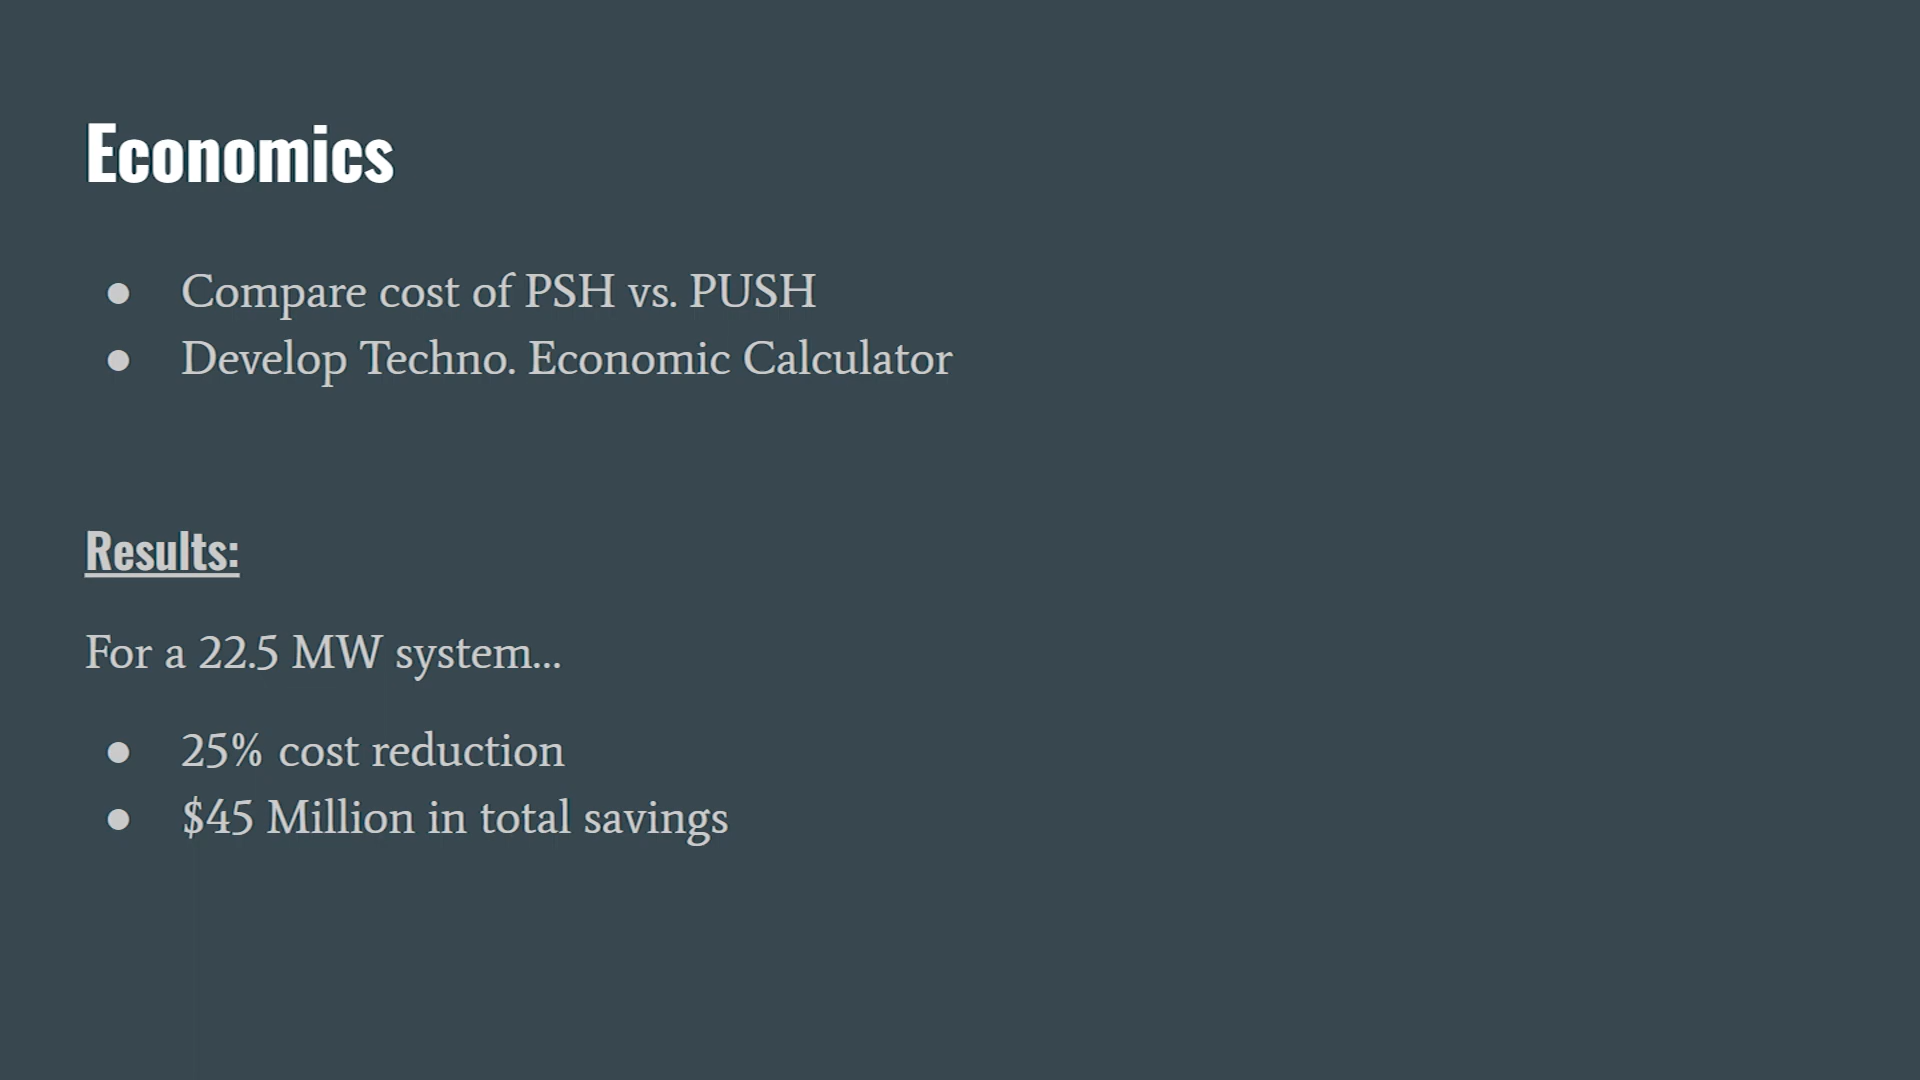 Economics
● Compare cost of PSH vs. PUSH
● Develop Techno. Economic Calculator
Results:
For a 22.5 MW system...
● 25% cost reduction
● $45 Million in total savings